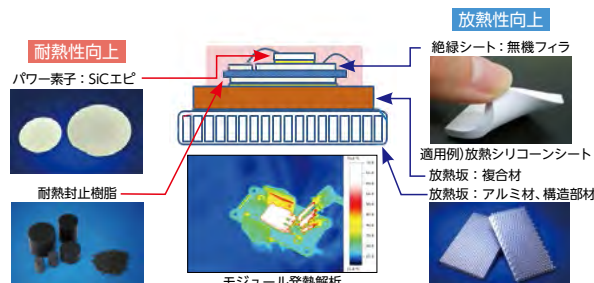 耐熱性向上
パワー素子：SiCエピ
耐熱封止樹脂
放熱性向上
絶縁シート：無機フィラ
適用例)放熱シリコーンシート
放熱坂：複合材
放熱坂：アルミ材、構造部材
モジュール発熱解析